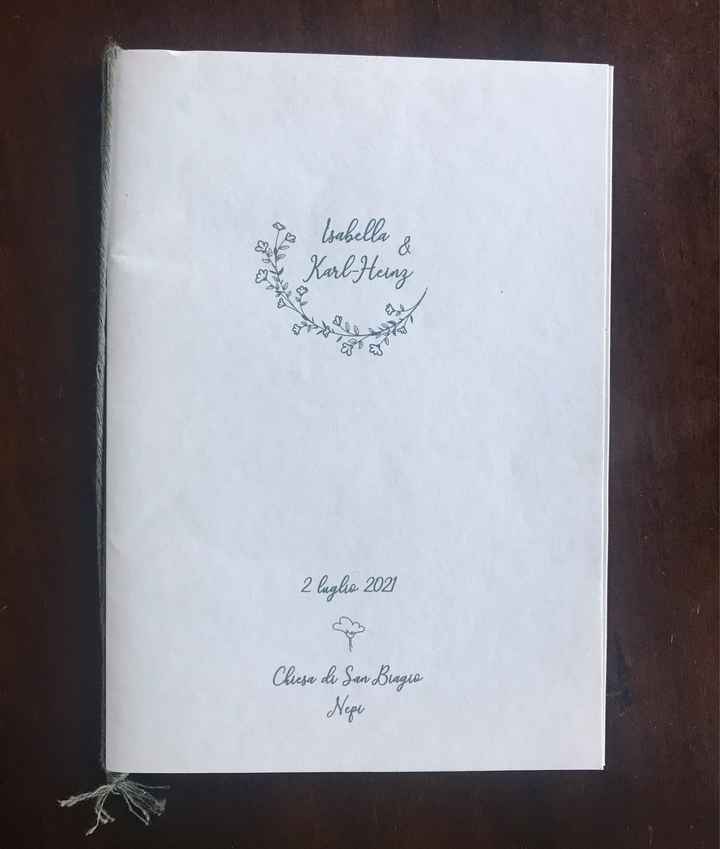 Isabella &
Karl-Heinz
2 luglio 2021
Chiesa di San Biagio
Nepi